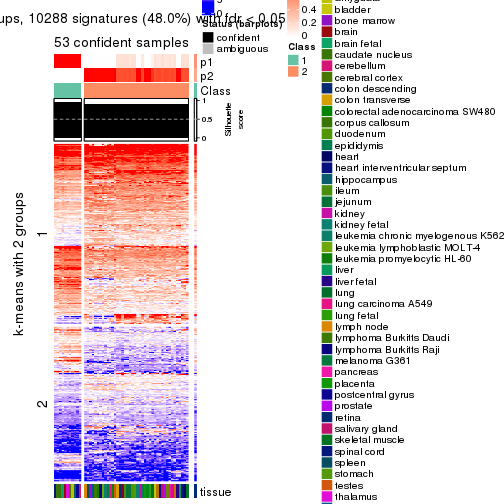 ups, 10288 signatures (48.0%) with fdr < 0.05
53 confident samples
p1
p2
Class
1
0.5
0
Silhouette
score
k-means with 2 groups
1
2
tissue
0
Status (barplots)
confident
ambiguous
0.4
0.2
0
Class
1
2
bladder
bone marrow
brain
brain fetal
caudate nucleus
cerebellum
cerebral cortex
colon descending
colon transverse
colorectal adenocarcinoma SW480
corpus callosum
duodenum
epididymis
heart
heart interventricular septum
hippocampus
ileum
jejunum
kidney
kidney fetal
leukemia chronic myelogenous K562
leukemia lymphoblastic MOLT-4
leukemia promyelocytic HL-60
liver
liver fetal
lung
lung carcinoma A549
lung fetal
lymph node
lymphoma Burkitts Daudi
lymphoma Burkitts Raji
melanoma G361
pancreas
placenta
postcentral gyrus
prostate
retina
salivary gland
skeletal muscle
spinal cord
spleen
stomach
testes
thalamus